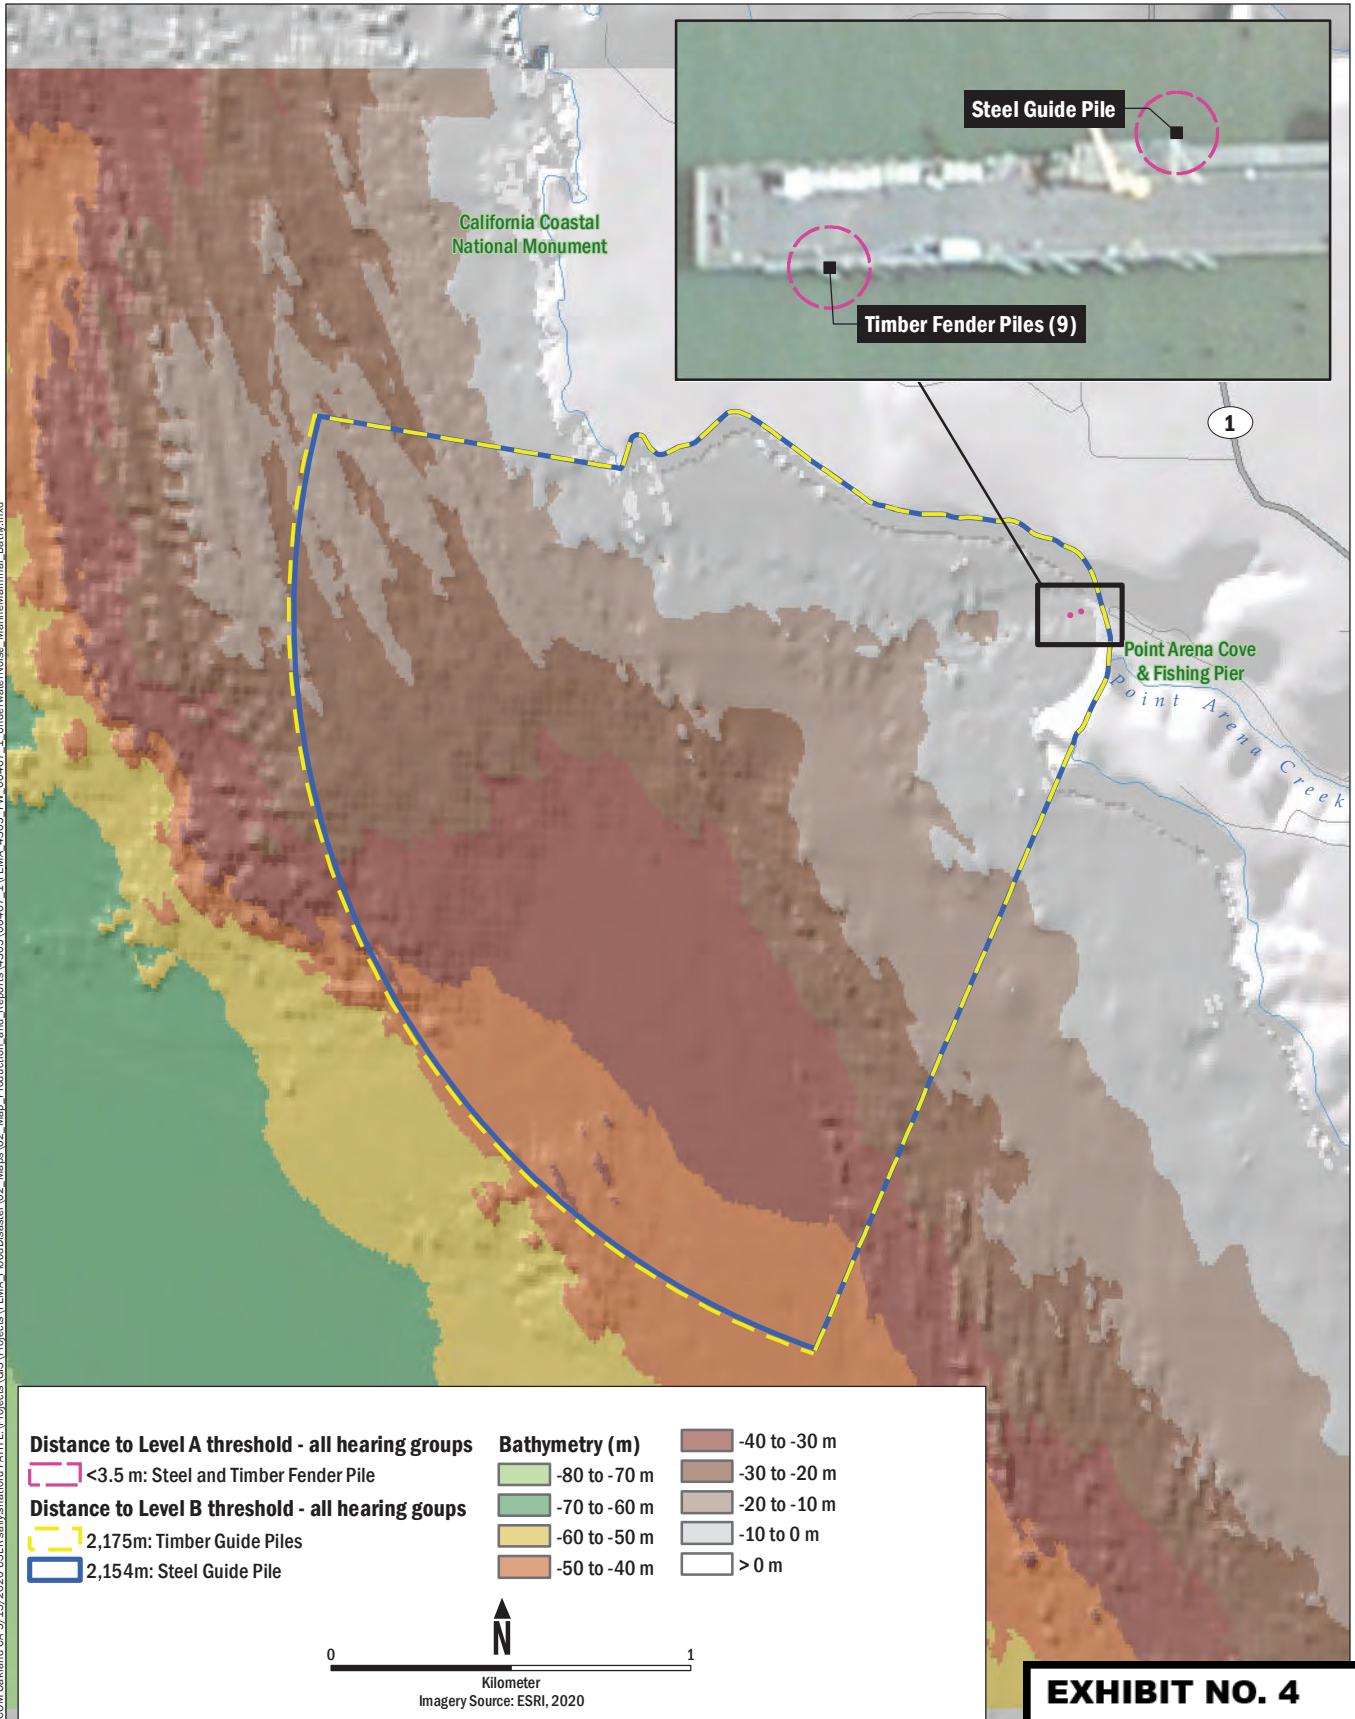 Steel Guide Pile
Timber Fender Piles (9)
California Coastal
National Monument
1
Point Arena Cove
& Fishing Pier
Point Arena Creek
Distance to Level A threshold - all hearing groups
<3.5 m: Steel and Timber Fender Pile
Distance to Level B threshold - all hearing goups
2,175m: Timber Guide Piles
2,154m: Steel Guide Pile
Bathymetry (m)
-80 to -70 m
-70 to -60 m
-60 to -50 m
-50 to -40 m
-40 to -30 m
-30 to -20 m
-20 to -10 m
-10 to 0 m
> 0 m
N
0 1
Kilometer
Imagery Source: ESRI, 2020
EXHIBIT NO. 4